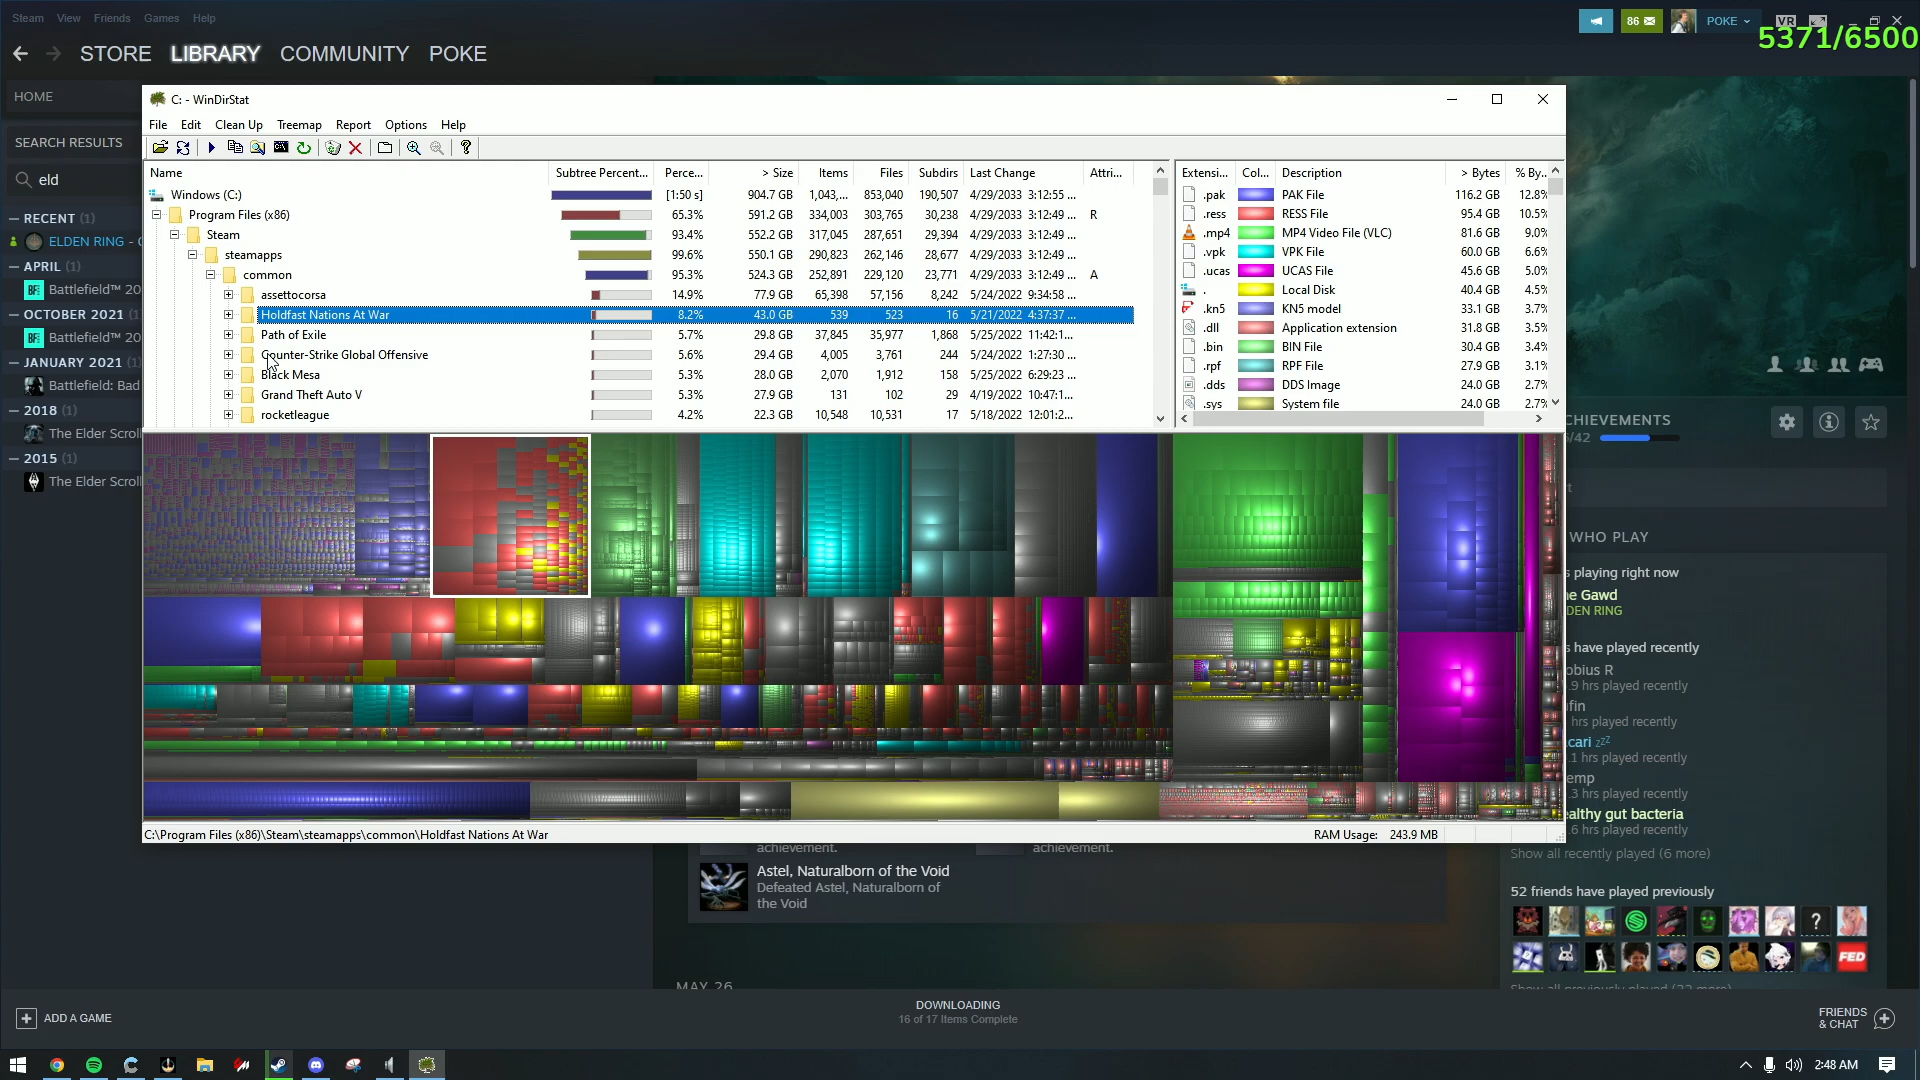 Steam View Friends Games Help
86 POKE VR
5371/6500
STORE LIBRARY COMMUNITY POKE
HOME
SEARCH RESULTS
eld
RECENT (1)
ELDEN RING -
APRIL (1)
Battlefield™ 20
OCTOBER 2021
Battlefield™ 20
JANUARY 2021 (1)
Battlefield: Bad
2018 (1)
The Elder Scroll
2015 (1)
The Elder Scroll
C: - WinDirStat
File Edit Clean Up Treemap Report Options Help
Name Subtree Percent... Perce... > Size Items Files Subdirs Last Change Attri...
Windows (C:) [1:50 s] 904.7 GB 1,043,... 853,040 190,507 4/29/2033 3:12:55 ...
Program Files (x86) 65.3% 591.2 GB 334,003 303,765 30,238 4/29/2033 3:12:49 ... R
Steam 93.4% 552.2 GB 317,045 287,651 29,394 4/29/2033 3:12:49 ...
steamapps 99.6% 550.1 GB 290,823 262,146 28,677 4/29/2033 3:12:49 ...
common 95.3% 524.3 GB 252,891 229,120 23,771 4/29/2033 3:12:49 ... A
assettocorsa 14.9% 77.9 GB 65,398 57,156 8,242 5/24/2022 9:34:58 ...
Holdfast Nations At War 8.2% 43.0 GB 539 523 16 5/21/2022 4:37:37 ...
Path of Exile 5.7% 29.8 GB 37,845 35,977 1,868 5/25/2022 11:42:1...
Counter-Strike Global Offensive 5.6% 29.4 GB 4,005 3,761 244 5/24/2022 1:27:30 ...
Black Mesa 5.3% 28.0 GB 2,070 1,912 158 5/25/2022 6:29:23 ...
Grand Theft Auto V 5.3% 27.9 GB 131 102 29 4/19/2022 10:47:1...
rocketleague 4.2% 22.3 GB 10,548 10,531 17 5/18/2022 12:01:2...
Extensi... Col... Description > Bytes % By...
.pak PAK File 116.2 GB 12.8%
.ress RESS File 95.4 GB 10.5%
.mp4 MP4 Video File (VLC) 81.6 GB 9.0%
.vpk VPK File 60.0 GB 6.6%
.ucas UCAS File 45.6 GB 5.0%
. Local Disk 40.4 GB 4.5%
.kn5 KN5 model 33.1 GB 3.7%
.dll Application extension 31.8 GB 3.5%
.bin BIN File 30.4 GB 3.4%
.rpf RPF File 27.9 GB 3.1%
.dds DDS Image 24.0 GB 2.7%
.sys System file 24.0 GB 2.7%
C:\Program Files (x86)\Steam\steamapps\common\Holdfast Nations At War
RAM Usage: 243.9 MB
CHIEVEMENTS
/42
WHO PLAY
s playing right now
e Gawd
DEN RING
s have played recently
obius R
.9 hrs played recently
fin
hrs played recently
cari zzz
.1 hrs played recently
emp
.3 hrs played recently
ealthy gut bacteria
.6 hrs played recently
Show all recently played (6 more)
52 friends have played previously
?
FED
achievement. achievement.
Astel, Naturalborn of the Void
Defeated Astel, Naturalborn of
the Void
MAY 26
ADD A GAME
DOWNLOADING
16 of 17 Items Complete
FRIENDS
& CHAT
2:48 AM